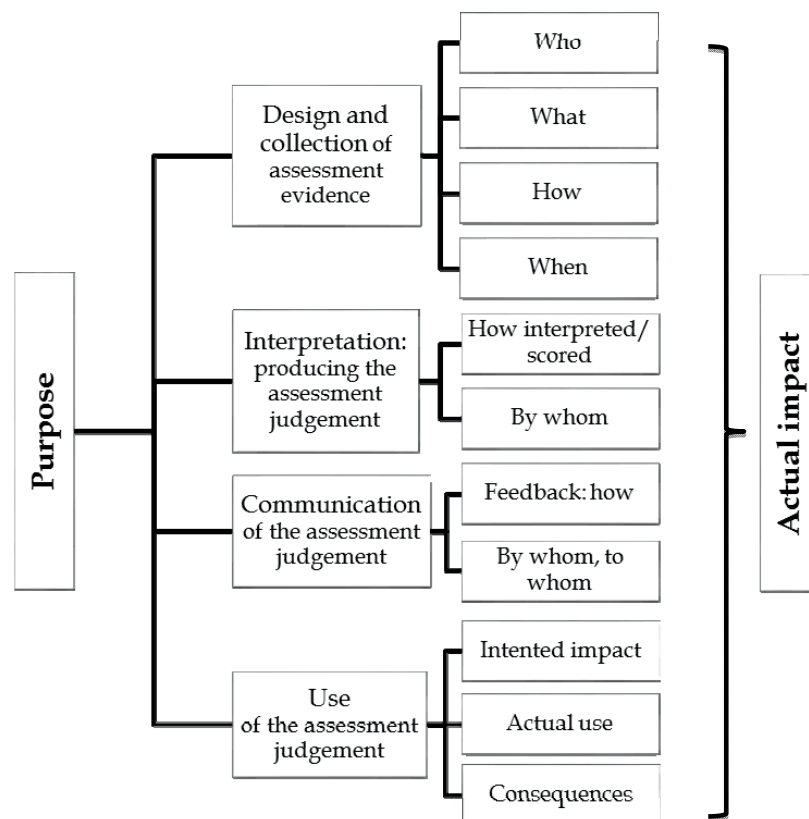 Purpose
Design and
collection of
assessment
evidence
Who
What
How
When
Interpretation:
producing the
assessment
judgement
How interpreted/
scored
By whom
Communication
of the assessment
judgement
Feedback: how
By whom, to
whom
Use
of the assessment
judgement
Intented impact
Actual use
Consequences
Actual impact